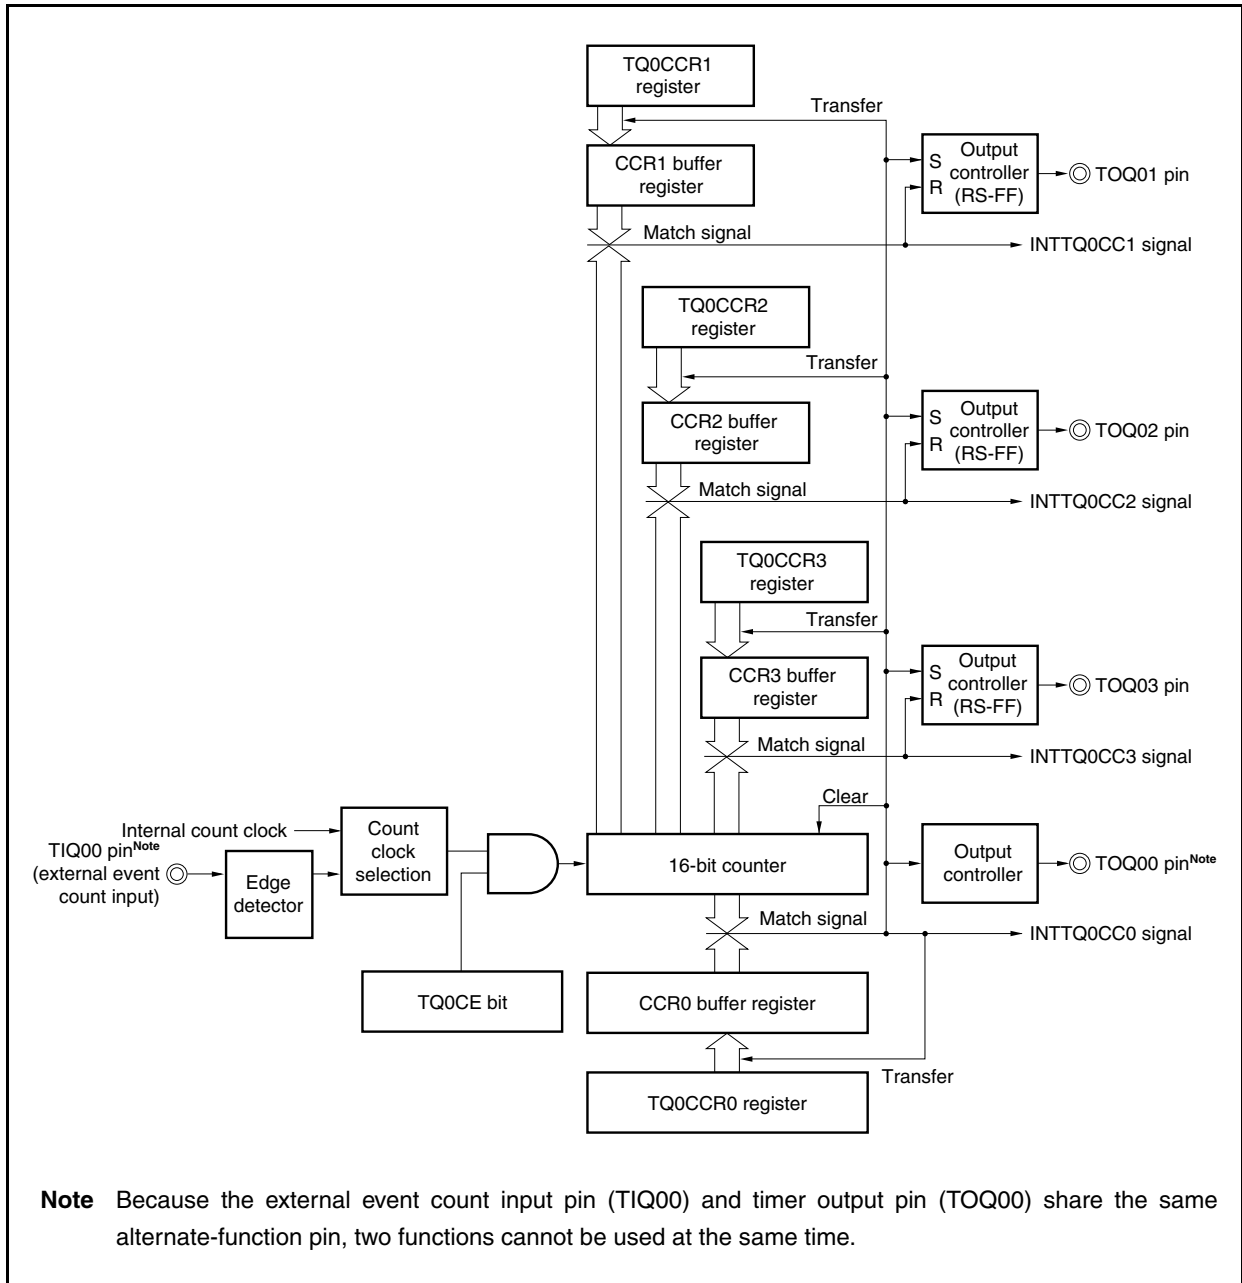 TQ0CCR1
register
Transfer
CCR1 buffer
register
S
R
Output
controller
(RS-FF)
TOQ01 pin
Match signal
INTTQ0CC1 signal
TQ0CCR2
register
Transfer
CCR2 buffer
register
S
R
Output
controller
(RS-FF)
TOQ02 pin
Match signal
INTTQ0CC2 signal
TQ0CCR3
register
Transfer
CCR3 buffer
register
S
R
Output
controller
(RS-FF)
TOQ03 pin
Match signal
INTTQ0CC3 signal
Clear
Internal count clock
TIQ00 pinNote
(external event
count input)
Edge
detector
Count
clock
selection
16-bit counter
Output
controller
TOQ00 pinNote
Match signal
INTTQ0CC0 signal
TQ0CE bit
CCR0 buffer register
Transfer
TQ0CCR0 register
Note Because the external event count input pin (TIQ00) and timer output pin (TOQ00) share the same
alternate-function pin, two functions cannot be used at the same time.